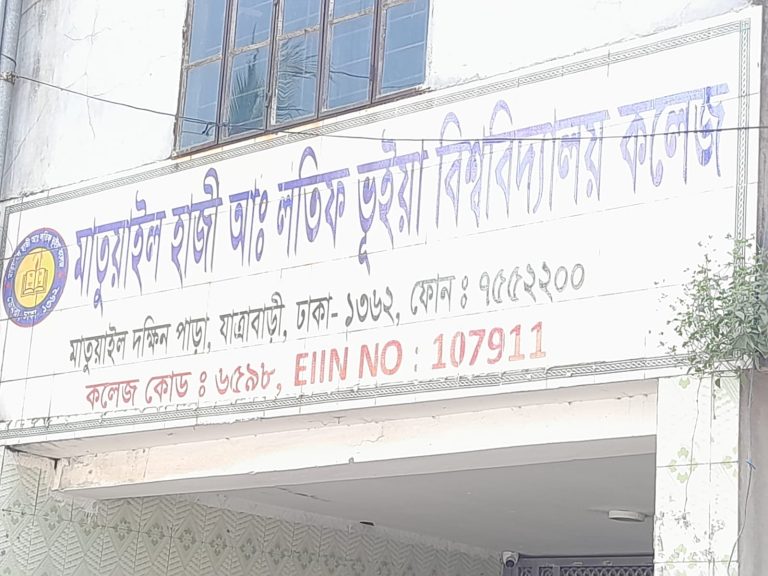 মাতুয়াইল হাজী আঃ লতিফ ভূইয়া বিশ্ববিদ্যালয় কলেজ
মাতুয়াইল দক্ষিন পাড়া, যাত্রাবাড়ী, ঢাকা- ১৩৬২, ফোন ঃ ৭৫৫২২০০
কলেজ কোড ঃ ৬৫৯৮, EIIN NO : 107911